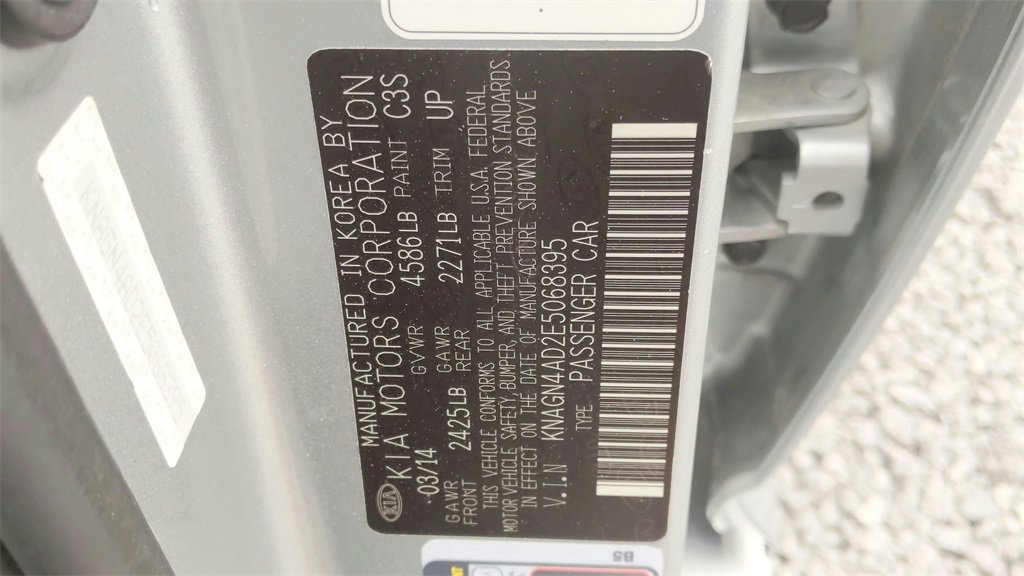 MANUFACTURED IN KOREA BY
KIA KIA MOTORS CORPORATION
03/14 GVWR 4586LB PAINT C3S
GAWR FRONT 2425LB GAWR REAR 2271LB TRIM UP
THIS VEHICLE CONFORMS TO ALL APPLICABLE U.S.A. FEDERAL
MOTOR VEHICLE SAFETY, BUMPER, AND THEFT PREVENTION STANDARDS
IN EFFECT ON THE DATE OF MANUFACTURE SHOWN ABOVE
V.I.N KNAGN4AD2E5068395
TYPE PASSENGER CAR
B5